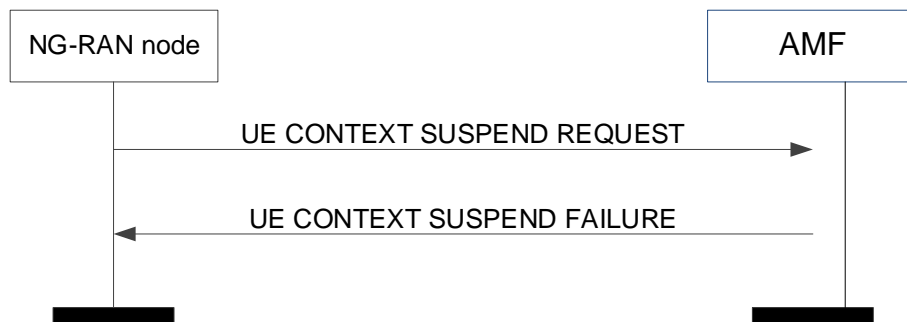 NG-RAN node
AMF
UE CONTEXT SUSPEND REQUEST
UE CONTEXT SUSPEND FAILURE